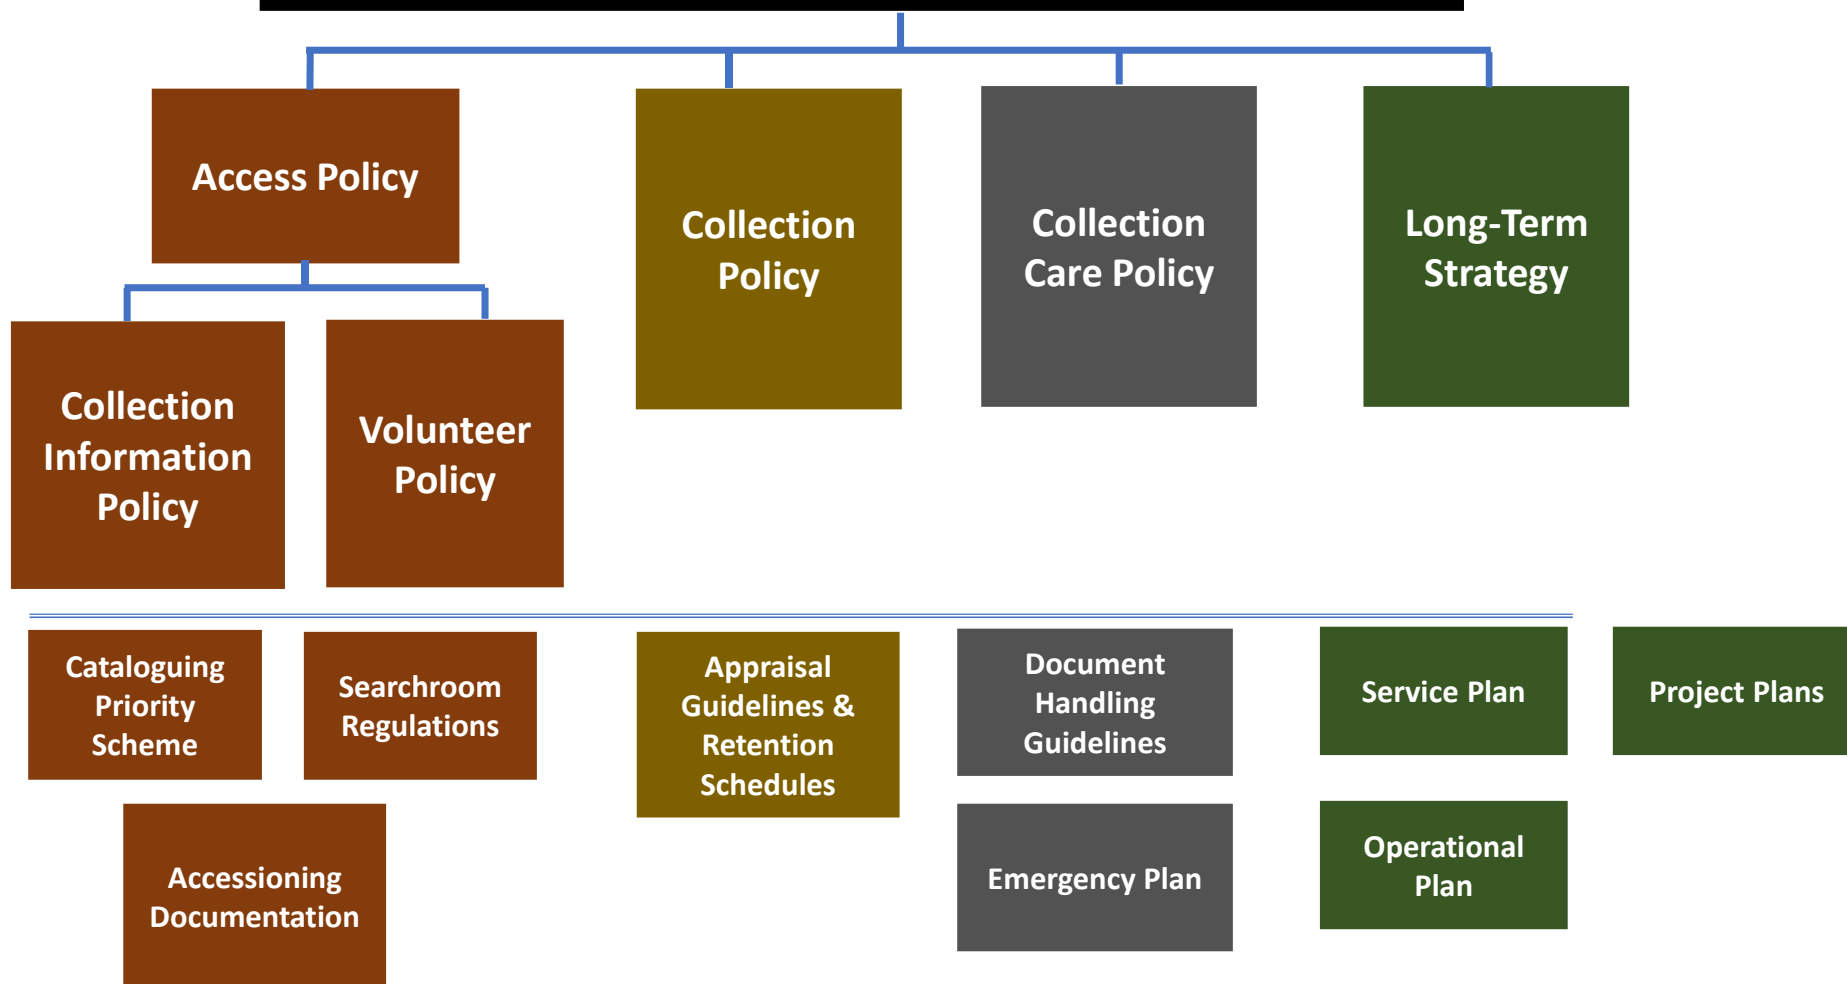 Access Policy
Collection
Policy
Collection
Care Policy
Long-Term
Strategy
Collection
Information
Policy
Volunteer
Policy
Cataloguing
Priority
Scheme
Searchroom
Regulations
Appraisal
Guidelines &
Retention
Schedules
Document
Handling
Guidelines
Service Plan
Project Plans
Accessioning
Documentation
Emergency Plan
Operational
Plan